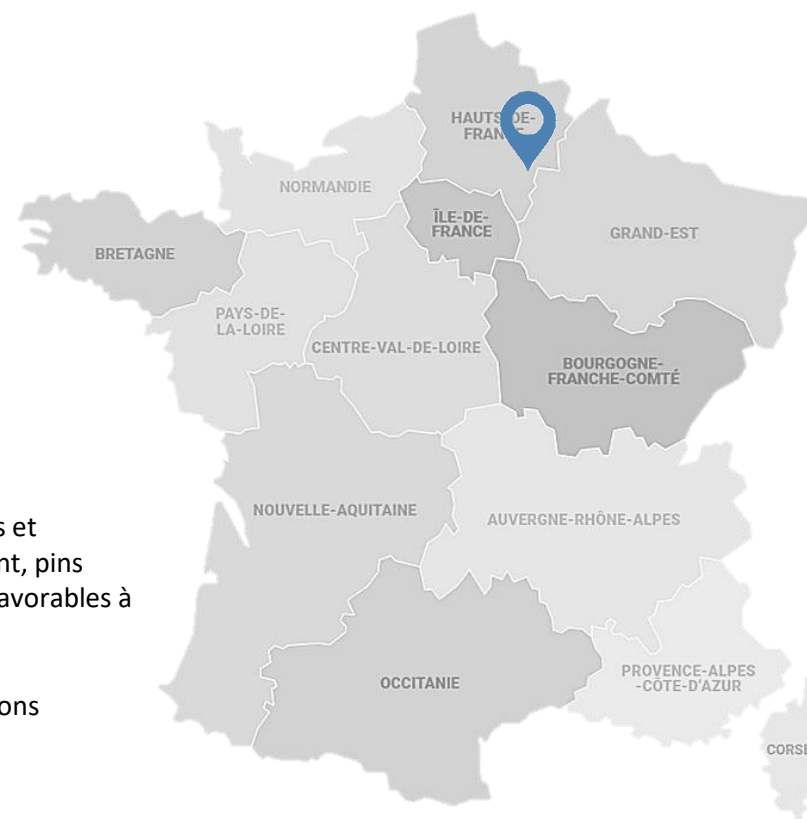 HAUTS-DE-
FRANCE
NORMANDIE
ÎLE-DE-
FRANCE
GRAND-EST
BRETAGNE
PAYS-DE-
LA-LOIRE
CENTRE-VAL-DE-LOIRE
BOURGOGNE-
FRANCHE-COMTÉ
NOUVELLE-AQUITAINE
AUVERGNE-RHÔNE-ALPES
s et
nt, pins
avorables à
ons
OCCITANIE
PROVENCE-ALPES
-CÔTE-D'AZUR
CORSE